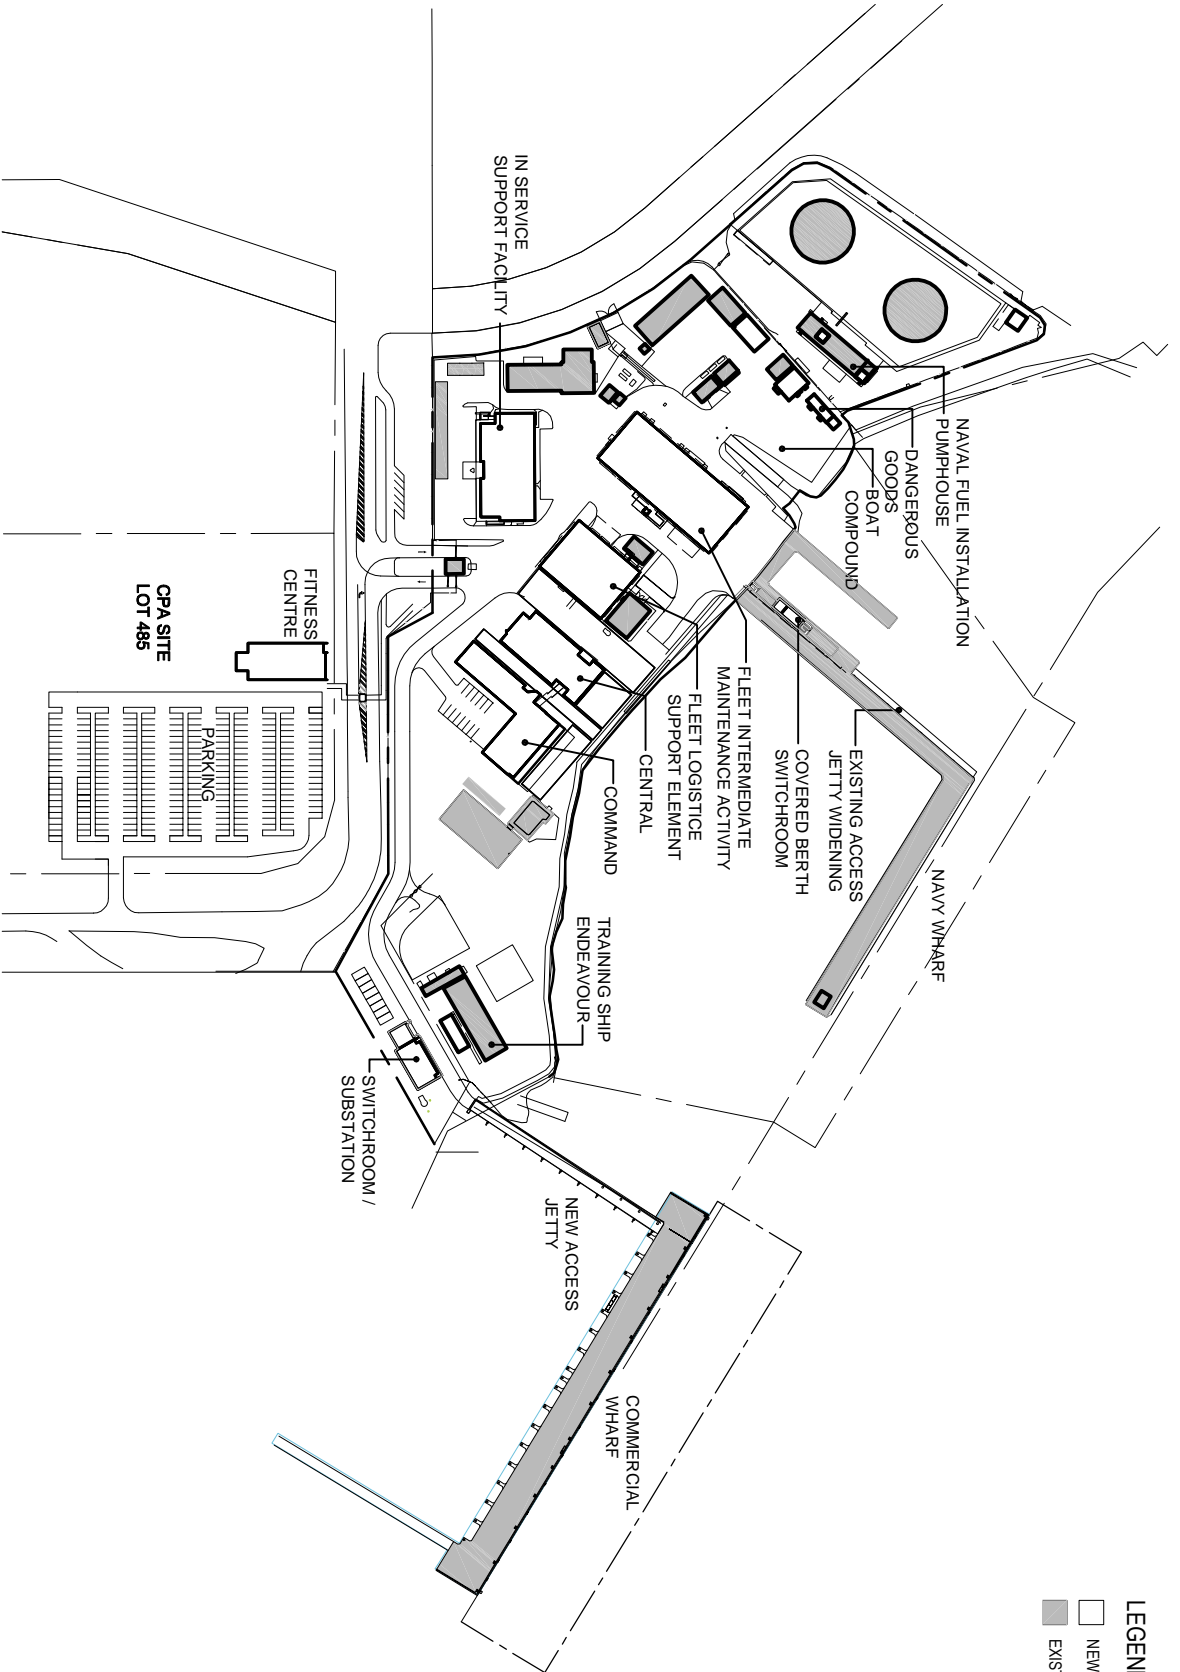 LEGEN
NEW
EXIS
NAVAL FUEL INSTALLATION
PUMPHOUSE
DANGEROUS
GOODS
BOAT
COMPOUND
IN SERVICE
SUPPORT FACILITY
NAVY WHARF
EXISTING ACCESS
JETTY WIDENING
COVERED BERTH
SWITCHROOM
FLEET INTERMEDIATE
MAINTENANCE ACTIVITY
FLEET LOGISTICE
SUPPORT ELEMENT
CENTRAL
COMMAND
TRAINING SHIP
ENDEAVOUR
COMMERCIAL
WHARF
NEW ACCESS
JETTY
SWITCHROOM /
SUBSTATION
FITNESS
CENTRE
PARKING
CPA SITE
LOT 485